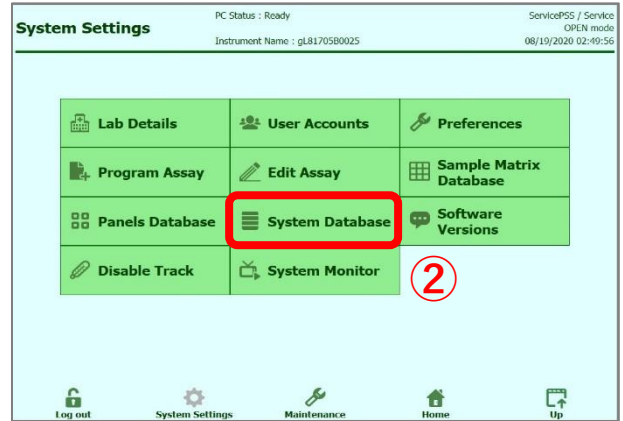 System Settings
PC Status : Ready
Instrument Name : gL81705B0025
ServicePSS / Service
OPEN mode
08/19/2020 02:49:56
Lab Details
User Accounts
Preferences
Program Assay
Edit Assay
Sample Matrix
Database
Panels Database
System Database
Software
Versions
Disable Track
System Monitor
②
Log out
System Settings
Maintenance
Home
Up